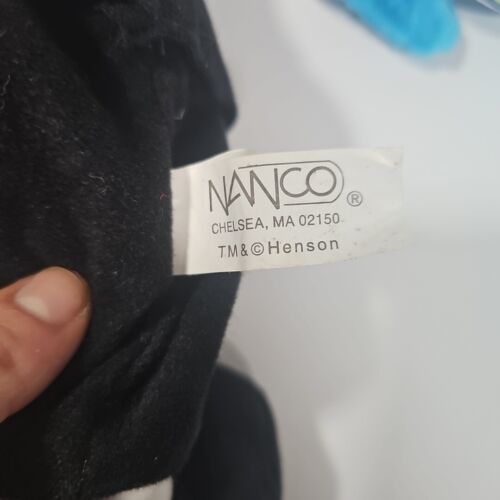 NANCO®
CHELSEA, MA 02150
TM & © Henson